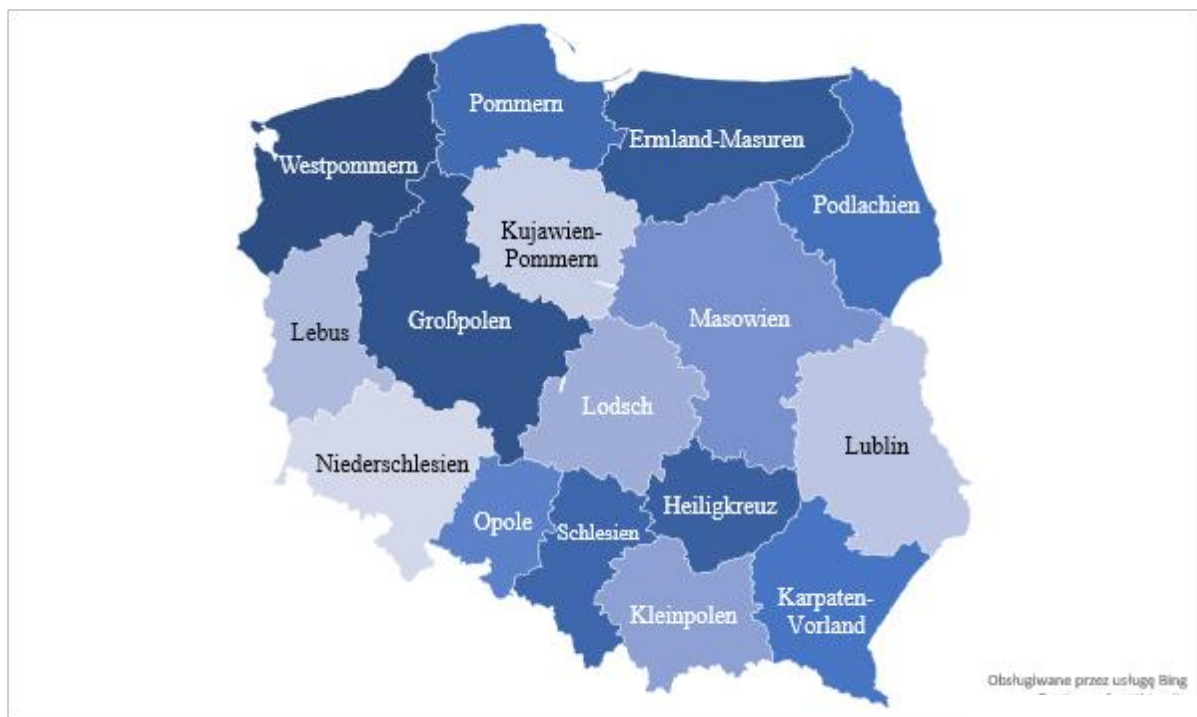 Pommern
Ermland-Masuren
Westpommern
Podlachien
Kujawien-
Pommern
Großpolen
Masowien
Lebus
Lodsch
Lublin
Niederschlesien
Heiligkreuz
Opole
Schlesien
Karpaten-
Vorland
Kleinpolen
Obsługiwane przez usługę Bing